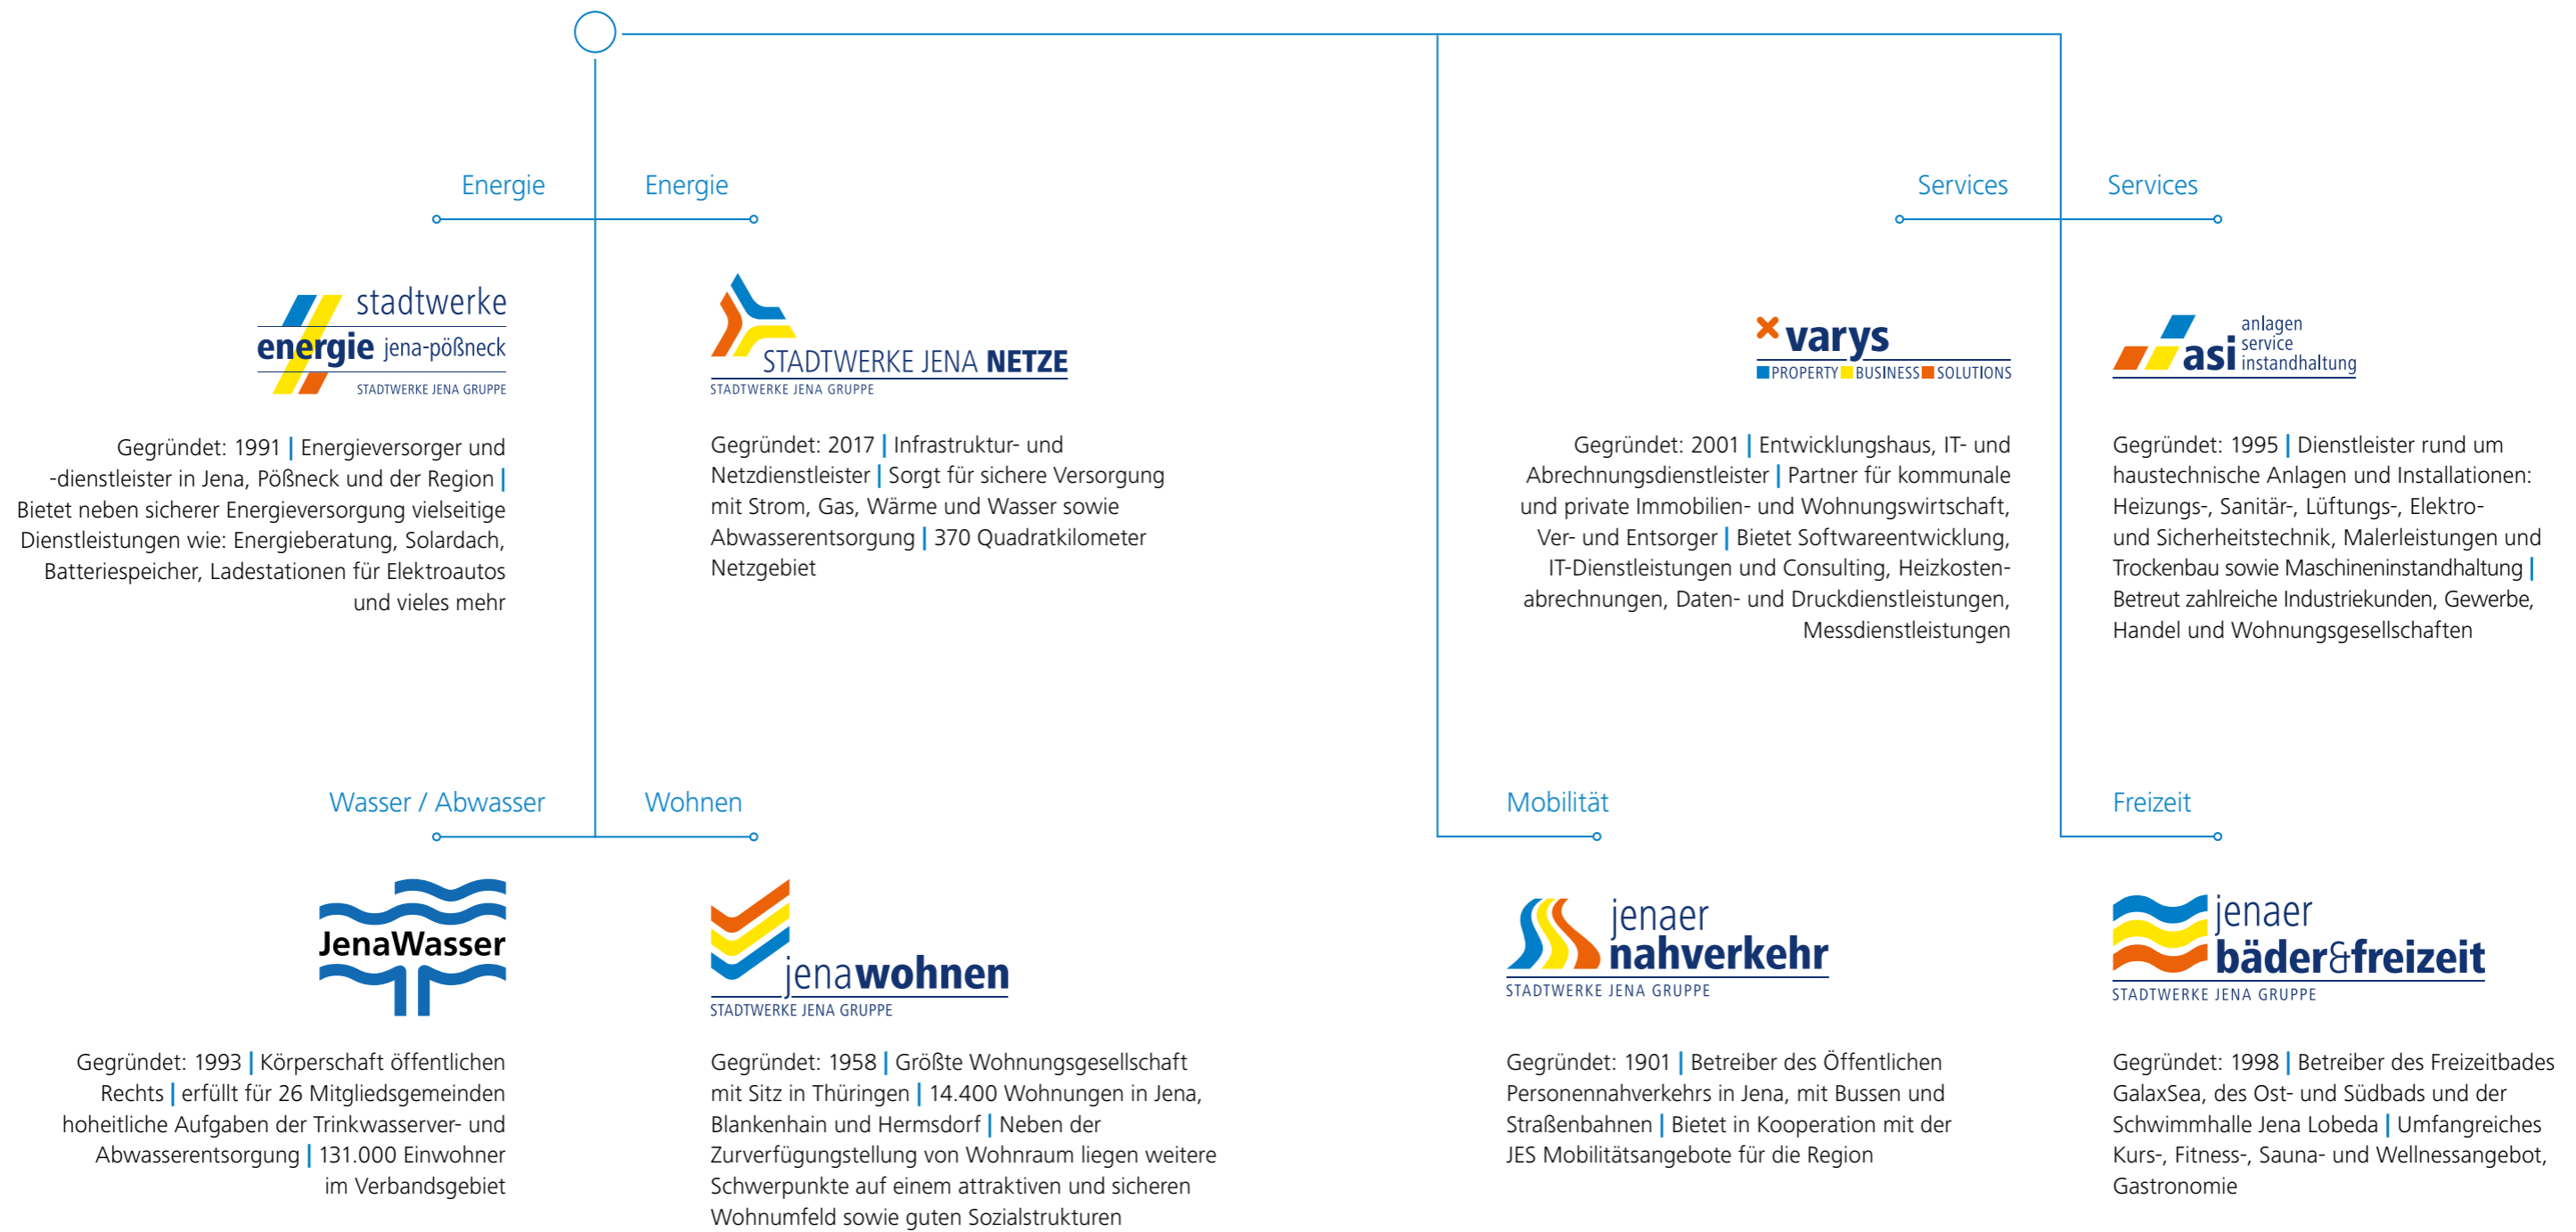 Energie
stadtwerke
energie jena-pößneck
STADTWERKE JENA GRUPPE
Gegründet: 1991 | Energieversorger und
-dienstleister in Jena, Pößneck und der Region |
Bietet neben sicherer Energieversorgung vielseitige
Dienstleistungen wie: Energieberatung, Solardach,
Batteriespeicher, Ladestationen für Elektroautos
und vieles mehr
Energie
STADTWERKE JENA NETZE
STADTWERKE JENA GRUPPE
Gegründet: 2017 | Infrastruktur- und
Netzdienstleister | Sorgt für sichere Versorgung
mit Strom, Gas, Wärme und Wasser sowie
Abwasserentsorgung | 370 Quadratkilometer
Netzgebiet
Services
varys
PROPERTY BUSINESS SOLUTIONS
Gegründet: 2001 | Entwicklungshaus, IT- und
Abrechnungsdienstleister | Partner für kommunale
und private Immobilien- und Wohnungswirtschaft,
Ver- und Entsorger | Bietet Softwareentwicklung,
IT-Dienstleistungen und Consulting, Heizkosten-
abrechnungen, Daten- und Druckdienstleistungen,
Messdienstleistungen
Services
asi
anlagen
service
instandhaltung
Gegründet: 1995 | Dienstleister rund um
haustechnische Anlagen und Installationen:
Heizungs-, Sanitär-, Lüftungs-, Elektro-
und Sicherheitstechnik, Malerleistungen und
Trockenbau sowie Maschineninstandhaltung |
Betreut zahlreiche Industriekunden, Gewerbe,
Handel und Wohnungsgesellschaften
Wasser / Abwasser
JenaWasser
Gegründet: 1993 | Körperschaft öffentlichen
Rechts | erfüllt für 26 Mitgliedsgemeinden
hoheitliche Aufgaben der Trinkwasserver- und
Abwasserentsorgung | 131.000 Einwohner
im Verbandsgebiet
Wohnen
jenawohnen
STADTWERKE JENA GRUPPE
Gegründet: 1958 | Größte Wohnungsgesellschaft
mit Sitz in Thüringen | 14.400 Wohnungen in Jena,
Blankenhain und Hermsdorf | Neben der
Zurverfügungstellung von Wohnraum liegen weitere
Schwerpunkte auf einem attraktiven und sicheren
Wohnumfeld sowie guten Sozialstrukturen
Mobilität
jenaer
nahverkehr
STADTWERKE JENA GRUPPE
Gegründet: 1901 | Betreiber des Öffentlichen
Personennahverkehrs in Jena, mit Bussen und
Straßenbahnen | Bietet in Kooperation mit der
JES Mobilitätsangebote für die Region
Freizeit
jenaer
bäder&freizeit
STADTWERKE JENA GRUPPE
Gegründet: 1998 | Betreiber des Freizeitbades
GalaxSea, des Ost- und Südbads und der
Schwimmhalle Jena Lobeda | Umfangreiches
Kurs-, Fitness-, Sauna- und Wellnessangebot,
Gastronomie